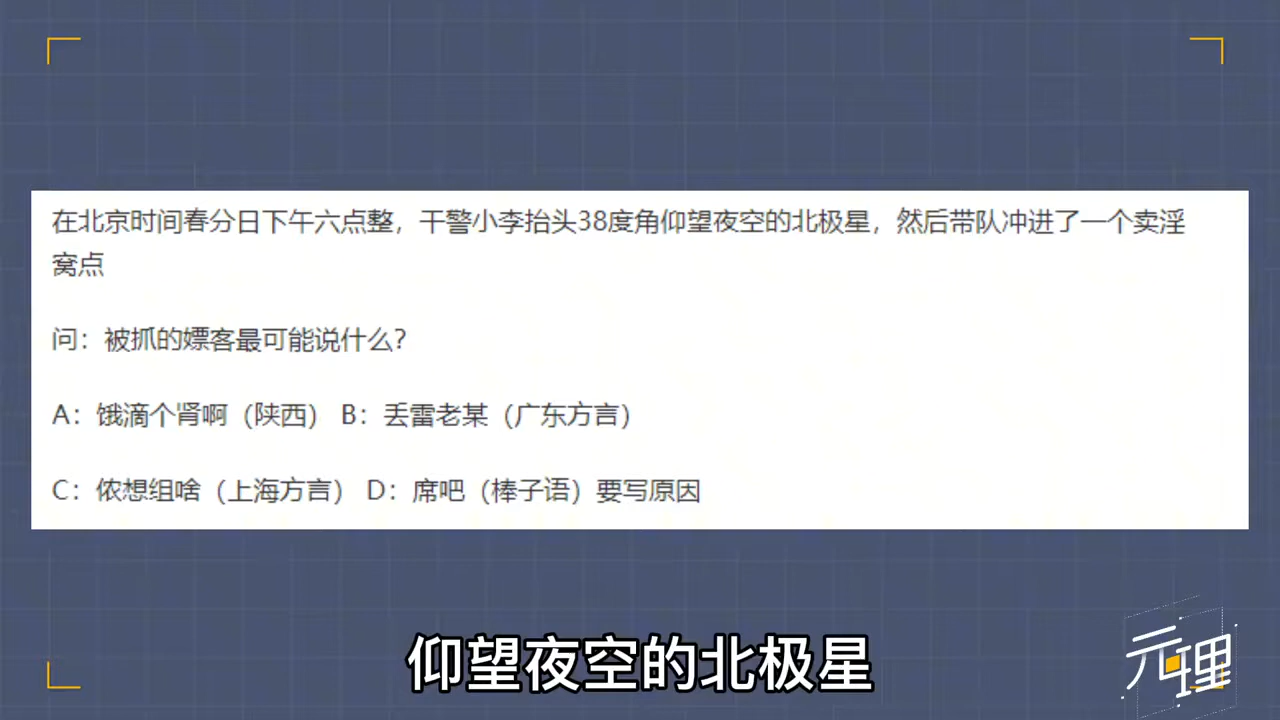 在北京时间春分日下午六点整，干警小李抬头38度角仰望夜空的北极星，然后带队冲进了一个卖淫
窝点
问：被抓的嫖客最可能说什么？
A：饿滴个肾啊（陕西） B：丢雷老某（广东方言）
C：侬想组啥（上海方言） D：席吧（棒子语）要写原因
仰望夜空的北极星
元理